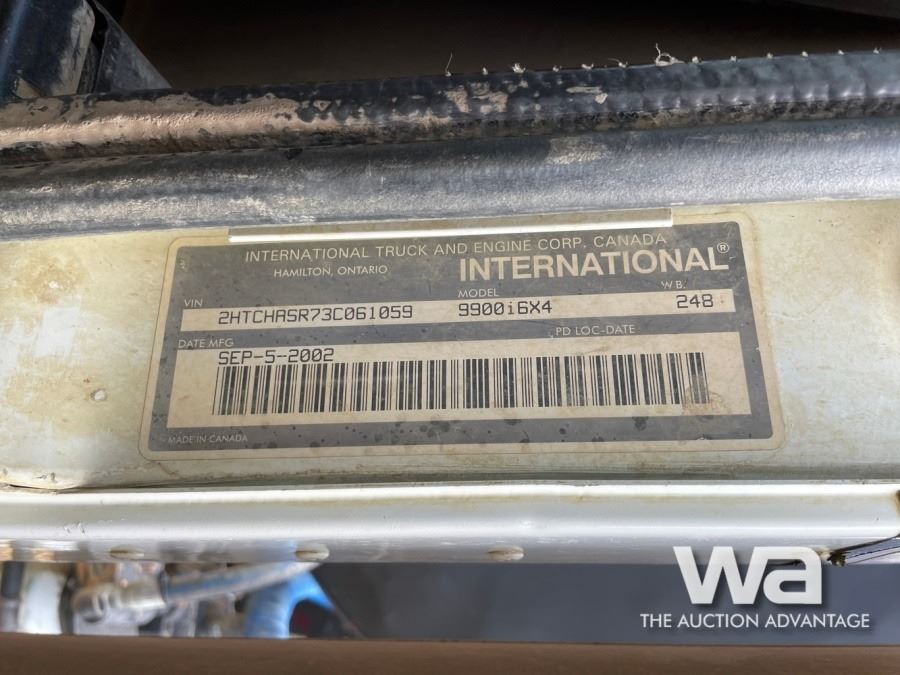 INTERNATIONAL TRUCK AND ENGINE CORP. CANADA
HAMILTON, ONTARIO
INTERNATIONAL®
VIN MODEL W.B.
2HTCHASR73C061059 9900i6X4 248
DATE MFG PD LOC-DATE
SEP-5-2002
MADE IN CANADA
wa
THE AUCTION ADVANTAGE